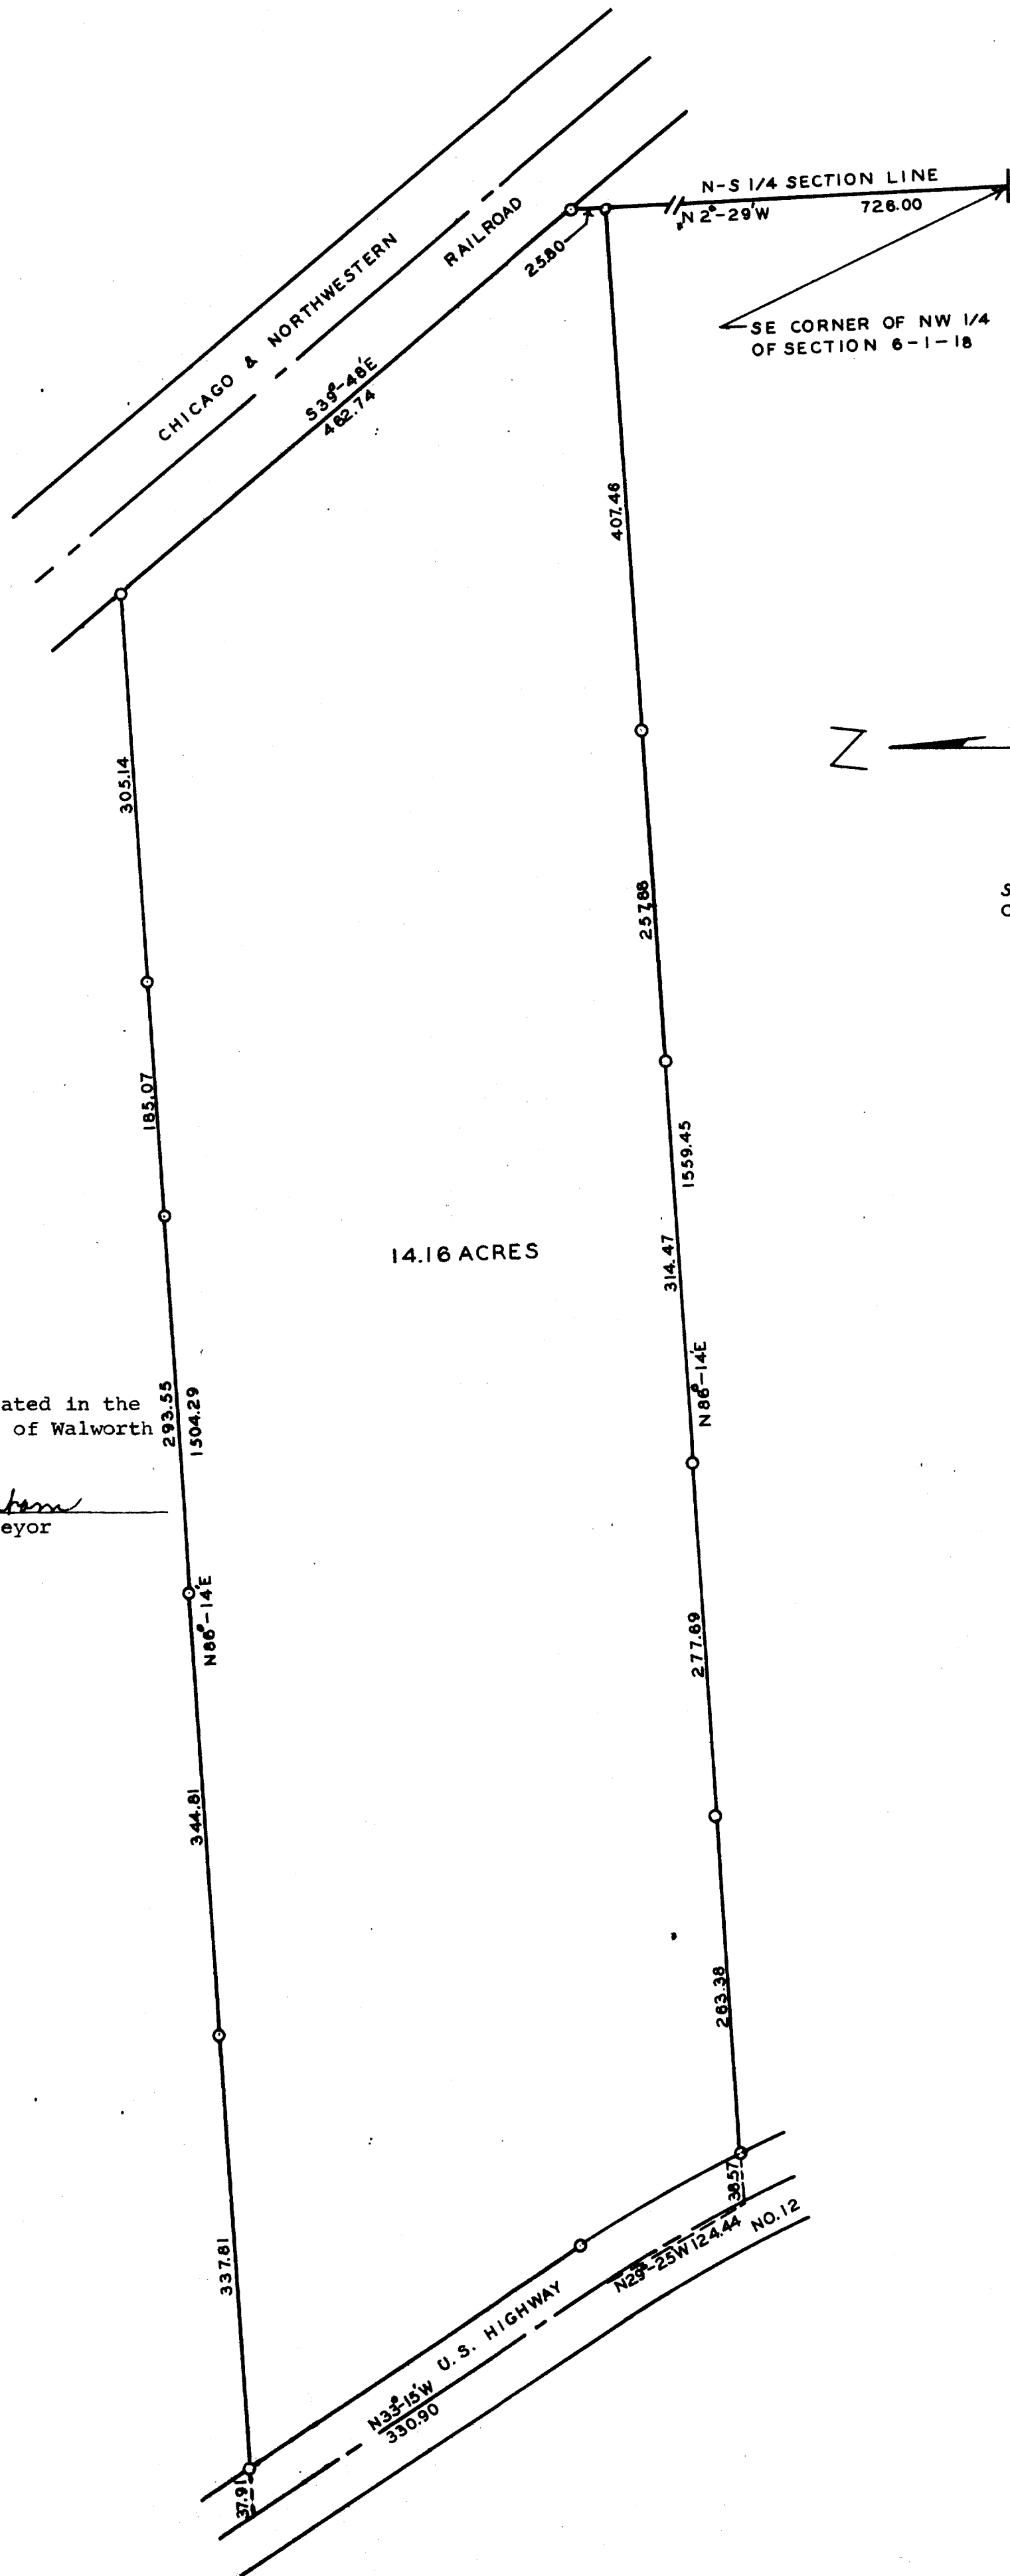 N-S 1/4 SECTION LINE
N 2°-29'W
726.00
25.80
RAILROAD
CHICAGO & NORTHWESTERN
SE CORNER OF NW 1/4
OF SECTION 6-1-18
S39°-48'E
462.74
407.46
305.14
Z
257.88
185.07
1559.45
314.47
14.16 ACRES
N86°-14'E
293.55
1504.29
ated in the
of Walworth
eyor
N86°-14'E
277.69
344.81
263.38
38.57
N29°-25'W 124.44
NO. 12
337.81
U.S. HIGHWAY
N33°-15'W
330.90
37.91